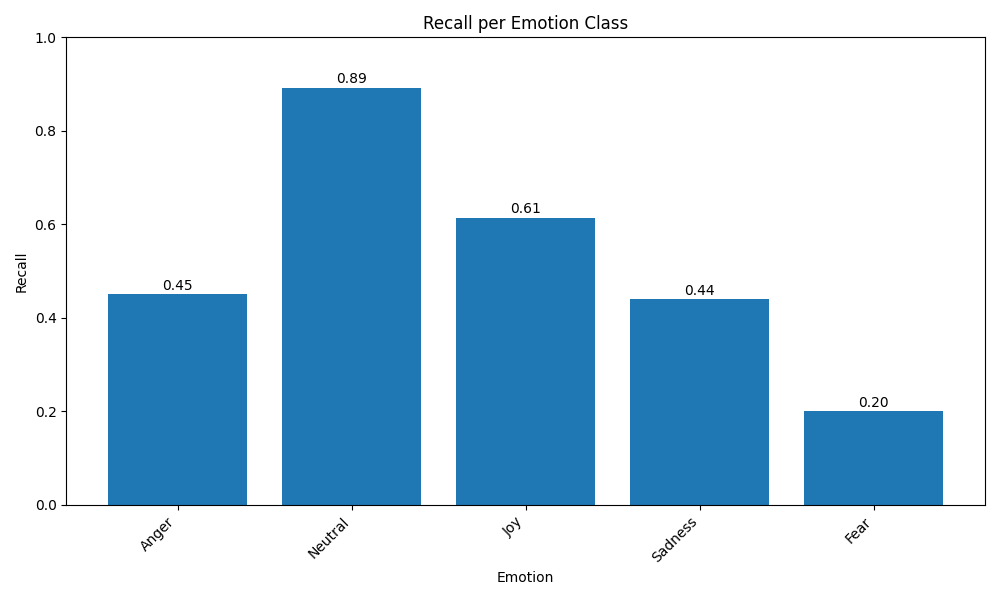 Recall per Emotion Class
1.0
0.8
0.6
0.4
0.2
0.0
Recall
0.45
0.89
0.61
0.44
0.20
Anger
Neutral
Joy
Sadness
Fear
Emotion